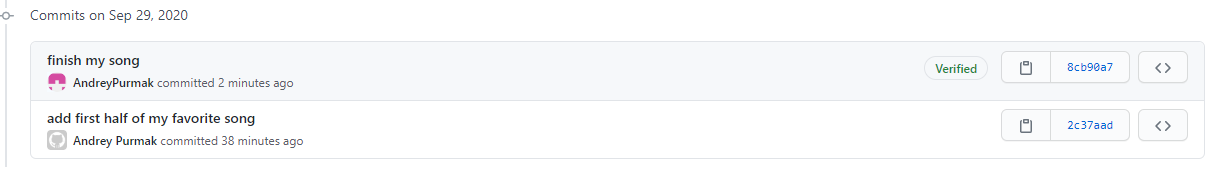 Commits on Sep 29, 2020
finish my song
AndreyPurmak committed 2 minutes ago
Verified
8cb90a7
add first half of my favorite song
Andrey Purmak committed 38 minutes ago
2c37aad